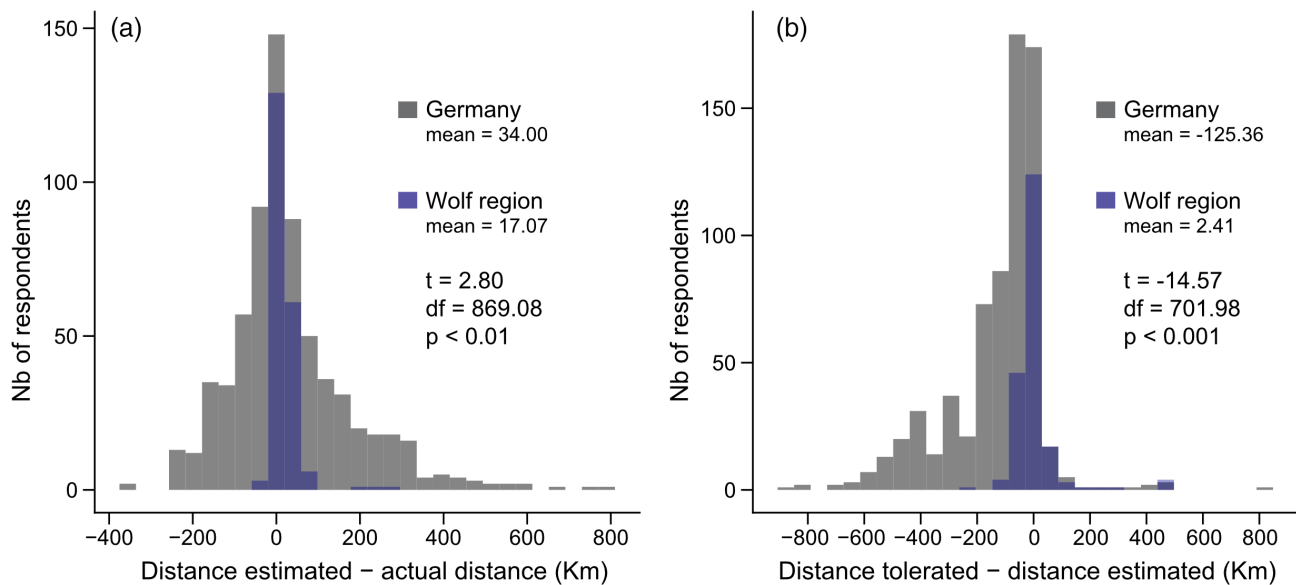 (a)
150
100
50
0
Nb of respondents
Germany
mean = 34.00
Wolf region
mean = 17.07
t = 2.80
df = 869.08
p < 0.01
−400 −200 0 200 400 600 800
Distance estimated − actual distance (Km)
(b)
150
100
50
0
Nb of respondents
Germany
mean = -125.36
Wolf region
mean = 2.41
t = -14.57
df = 701.98
p < 0.001
−800 −600 −400 −200 0 200 400 600 800
Distance tolerated − distance estimated (Km)